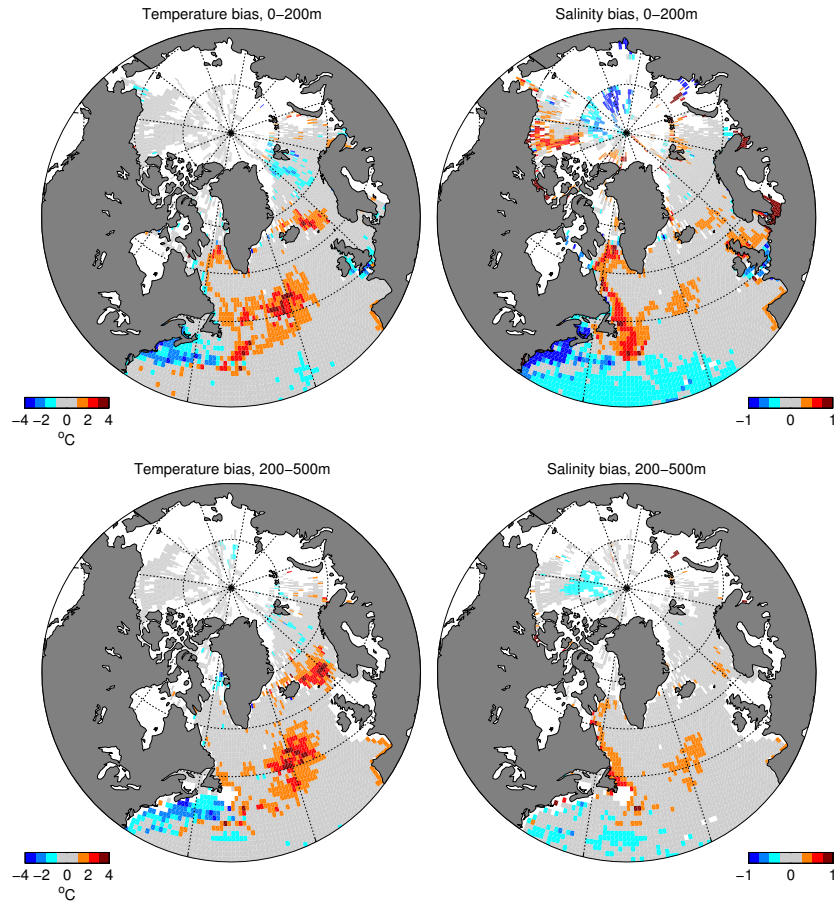 Temperature bias, 0−200m
Salinity bias, 0−200m
−4 −2 0 2 4
°C
−1 0 1
Temperature bias, 200−500m
Salinity bias, 200−500m
−4 −2 0 2 4
°C
−1 0 1